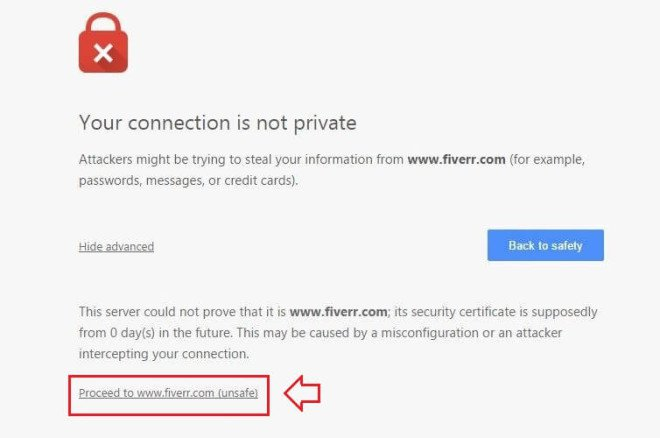 Your connection is not private
Attackers might be trying to steal your information from www.fiverr.com (for example,
passwords, messages, or credit cards).
Hide advanced
Back to safety
This server could not prove that it is www.fiverr.com; its security certificate is supposedly
from 0 day(s) in the future. This may be caused by a misconfiguration or an attacker
intercepting your connection.
Proceed to www.fiverr.com (unsafe)